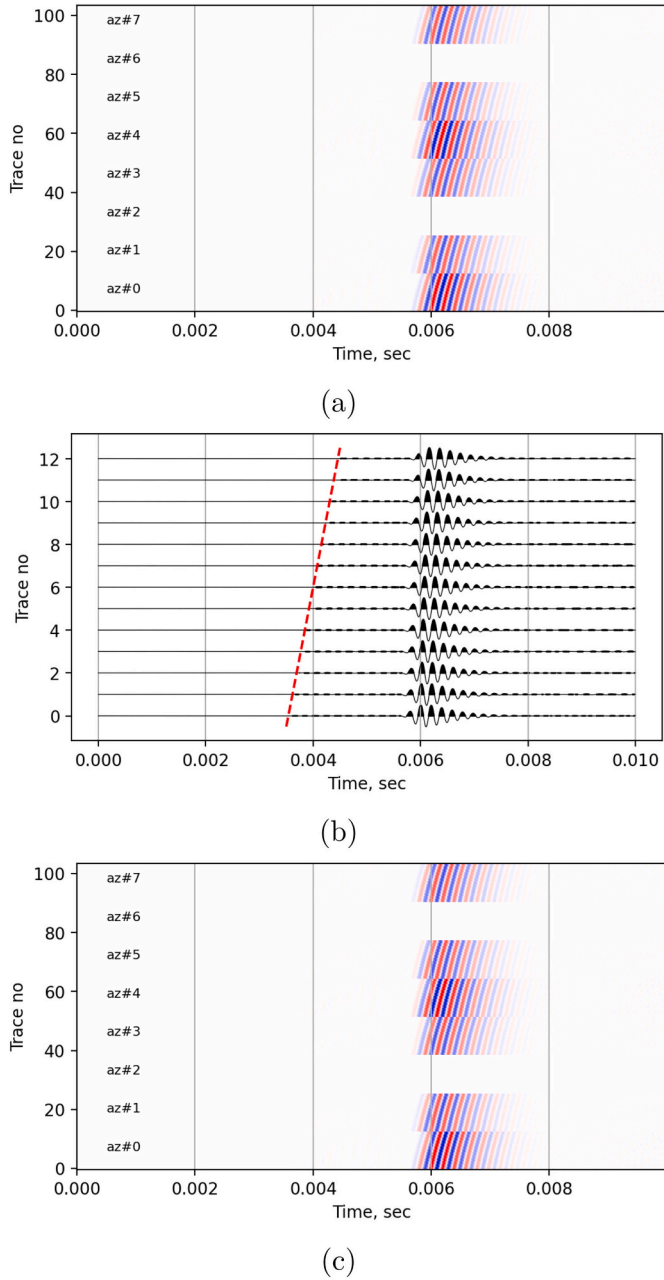 100
az#7
80
az#6
az#5
60
az#4
40
az#3
az#2
20
az#1
az#0
0
Trace no
0.000 0.002 0.004 0.006 0.008
Time, sec
(a)
12
10
8
6
4
2
0
Trace no
0.000 0.002 0.004 0.006 0.008 0.010
Time, sec
(b)
100
az#7
80
az#6
az#5
60
az#4
40
az#3
az#2
20
az#1
az#0
0
Trace no
0.000 0.002 0.004 0.006 0.008
Time, sec
(c)